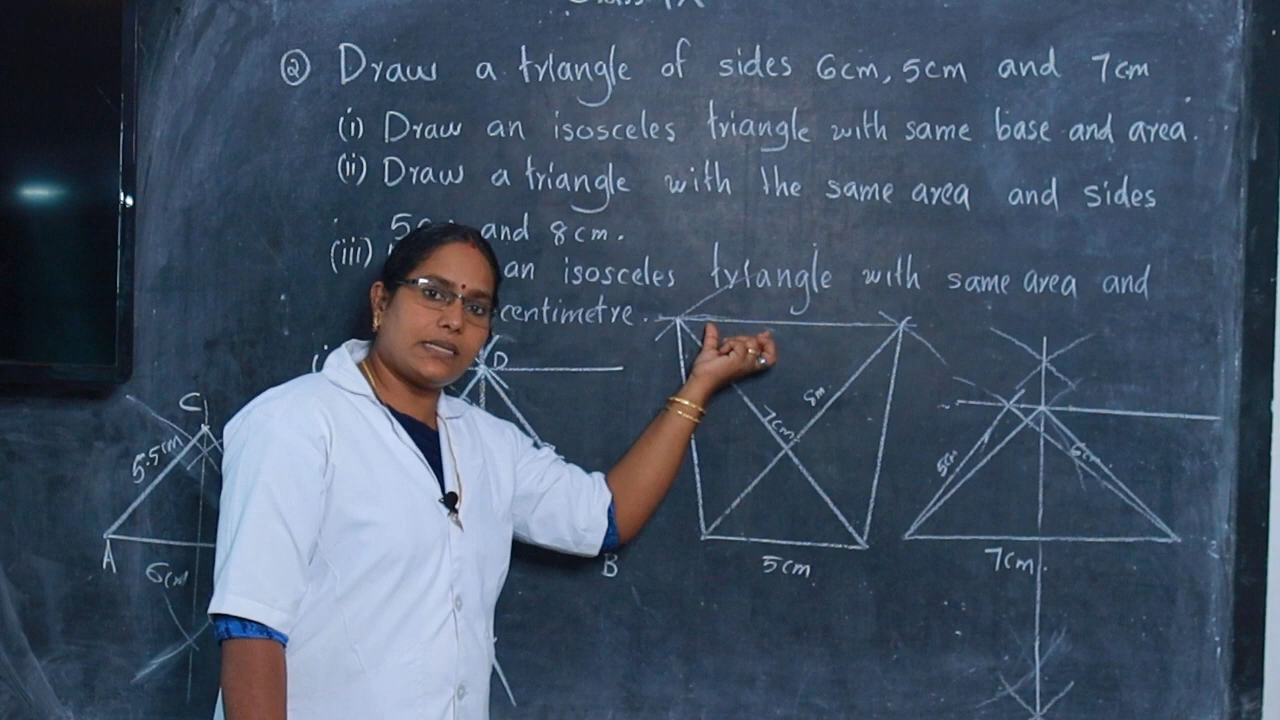 ② Draw a triangle of sides 6cm, 5cm and 7cm
(i) Draw an isosceles triangle with same base and area.
(ii) Draw a triangle with the same area and sides
and 8cm.
(iii) an isosceles triangle with same area and
centimetre.
D
C
5.5cm
A
6cm
B
8m
7cm
5cm
5cm
6cm
7cm